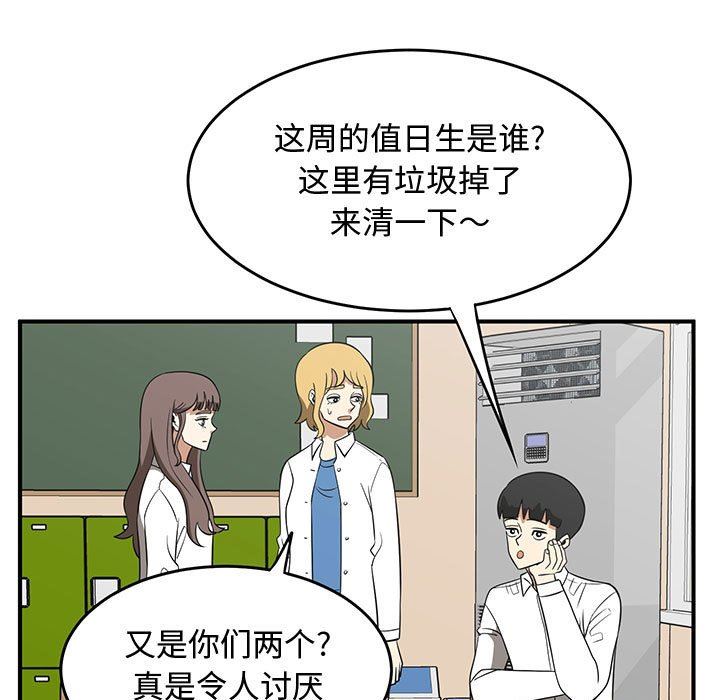 这周的值日生是谁?
这里有垃圾掉了
来清一下～
又是你们两个?
真是令人讨厌